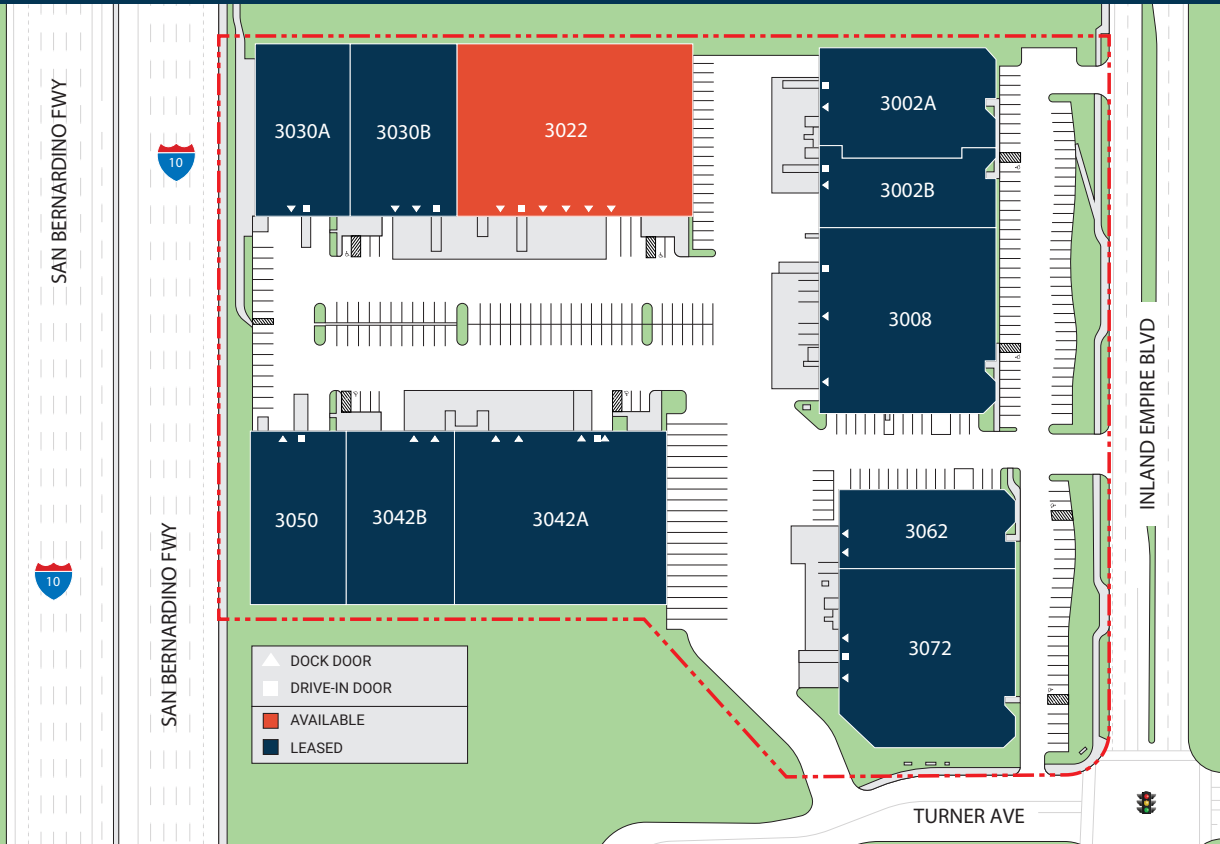 SAN BERNARDINO FWY
10
3030A
3030B
3022
3002A
3002B
3008
INLAND EMPIRE BLVD
3050
3042B
3042A
3062
3072
10
SAN BERNARDINO FWY
DOCK DOOR
DRIVE-IN DOOR
AVAILABLE
LEASED
TURNER AVE